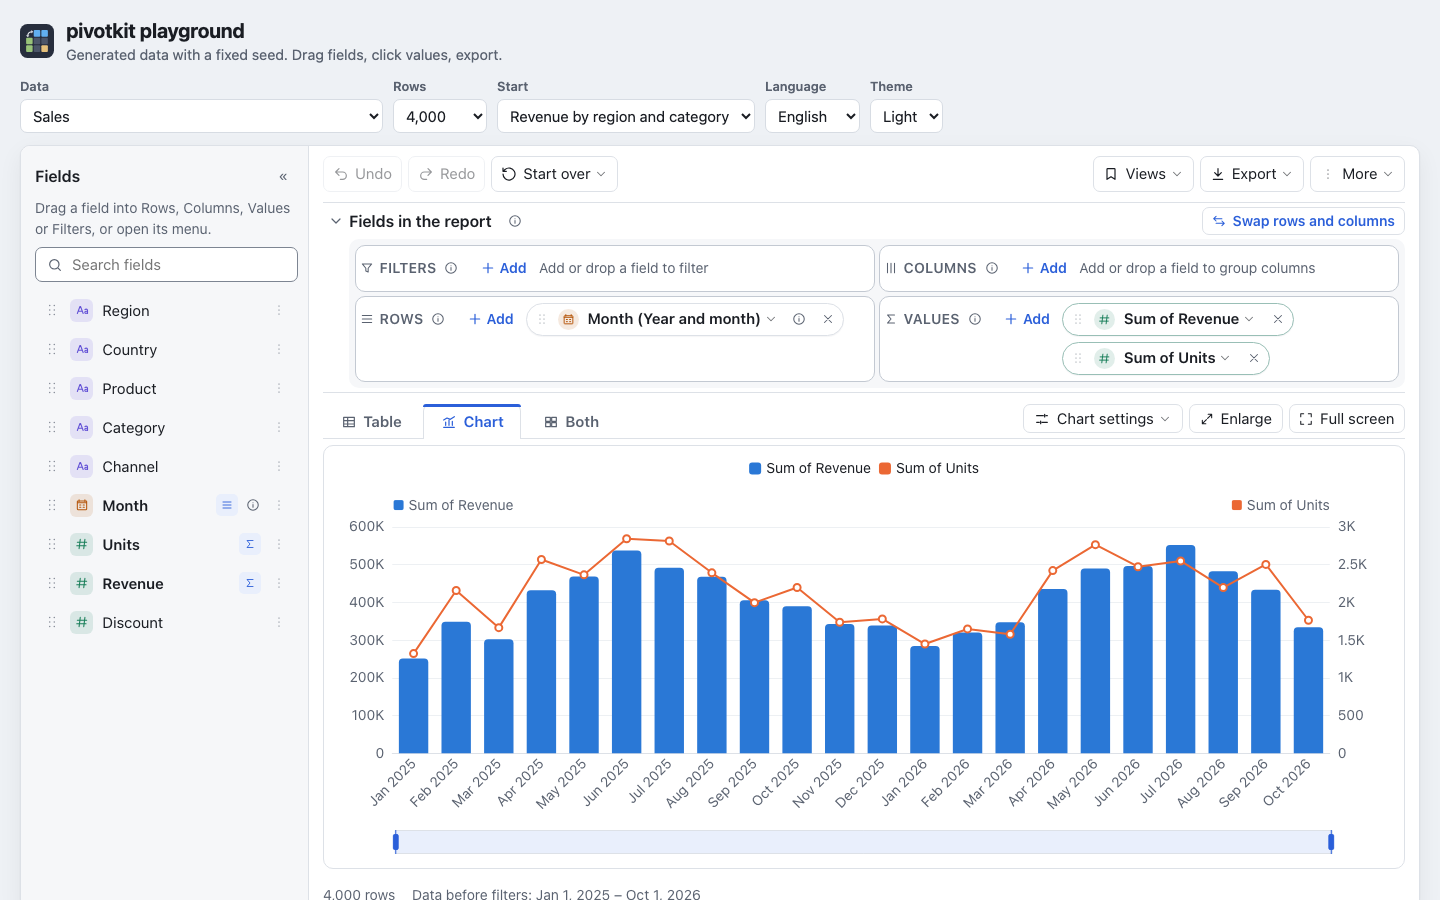 pivotkit playground
Generated data with a fixed seed. Drag fields, click values, export.
Data
Rows
Start
Language
Theme
Sales
4,000
Revenue by region and category
English
Light
Fields
«
Drag a field into Rows, Columns, Values
or Filters, or open its menu.
Search fields
Aa Region
Aa Country
Aa Product
Aa Category
Aa Channel
Month
# Units Σ
# Revenue Σ
# Discount
Undo
Redo
Start over
Views
Export
More
Fields in the report
Swap rows and columns
FILTERS
+ Add
Add or drop a field to filter
COLUMNS
+ Add
Add or drop a field to group columns
ROWS
+ Add
Month (Year and month)
Σ VALUES
+ Add
# Sum of Revenue
# Sum of Units
Table
Chart
Both
Chart settings
Enlarge
Full screen
Sum of Revenue
Sum of Units
Sum of Revenue
Sum of Units
600K
500K
400K
300K
200K
100K
0
3K
2.5K
2K
1.5K
1K
500
0
Jan 2025
Feb 2025
Mar 2025
Apr 2025
May 2025
Jun 2025
Jul 2025
Aug 2025
Sep 2025
Oct 2025
Nov 2025
Dec 2025
Jan 2026
Feb 2026
Mar 2026
Apr 2026
May 2026
Jun 2026
Jul 2026
Aug 2026
Sep 2026
Oct 2026
4,000 rows
Data before filters: Jan 1, 2025 – Oct 1, 2026